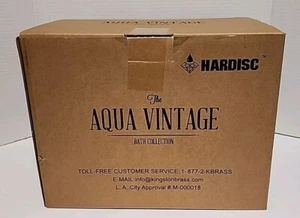 HARDISC
The
AQUA VINTAGE
BATH COLLECTION
TOLL-FREE CUSTOMER SERVICE: 1-877-2-KBRASS
E-MAIL :info@kingstonbrass.com
L. A. City Approval # M-000018